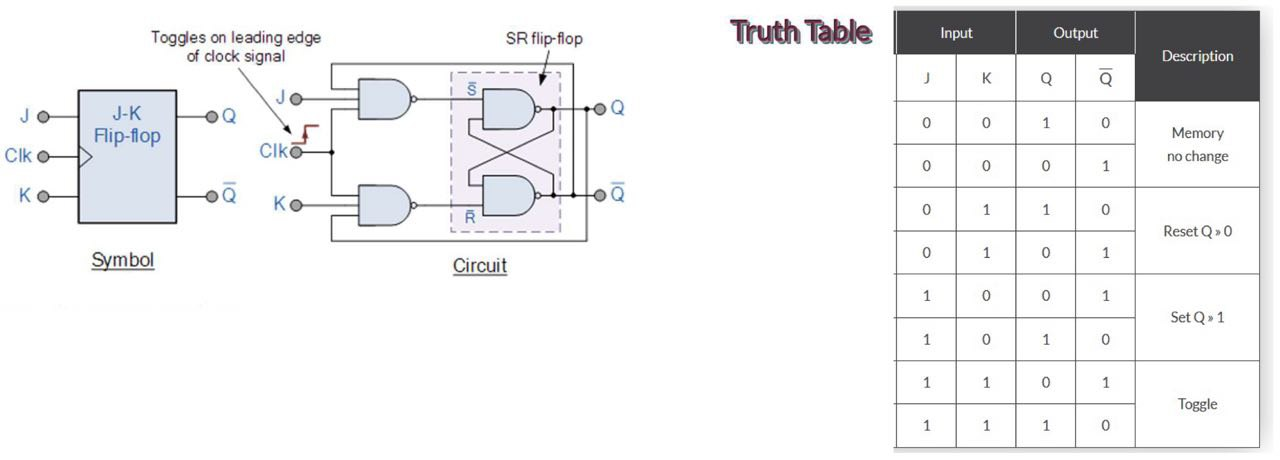 Toggles on leading edge
of clock signal
SR flip-flop
J
Clk
K
J-K
Flip-flop
Q
Q̅
Symbol
J
Clk
K
S̅
R̅
Q
Q̅
Circuit
Truth Table
Input Output Description
J K Q Q̅
0 0 1 0
Memory
no change
0 0 0 1
0 1 1 0
Reset Q » 0
0 1 0 1
1 0 0 1
Set Q » 1
1 0 1 0
1 1 0 1
Toggle
1 1 1 0